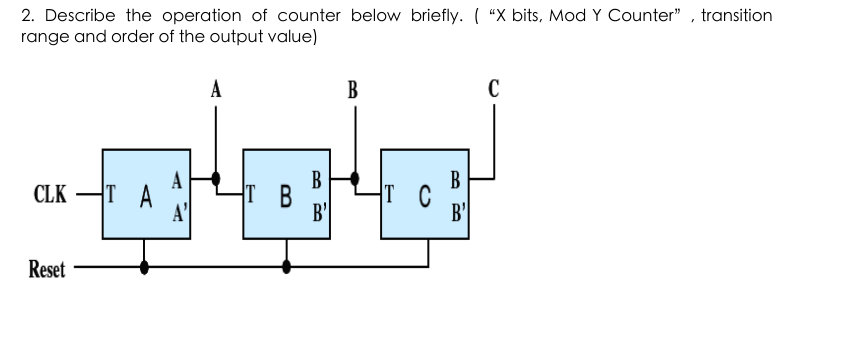 2. Describe the operation of counter below briefly. ( “X bits, Mod Y Counter” , transition
range and order of the output value)
A B C
CLK T A A A' T B B B' T C B B'
Reset